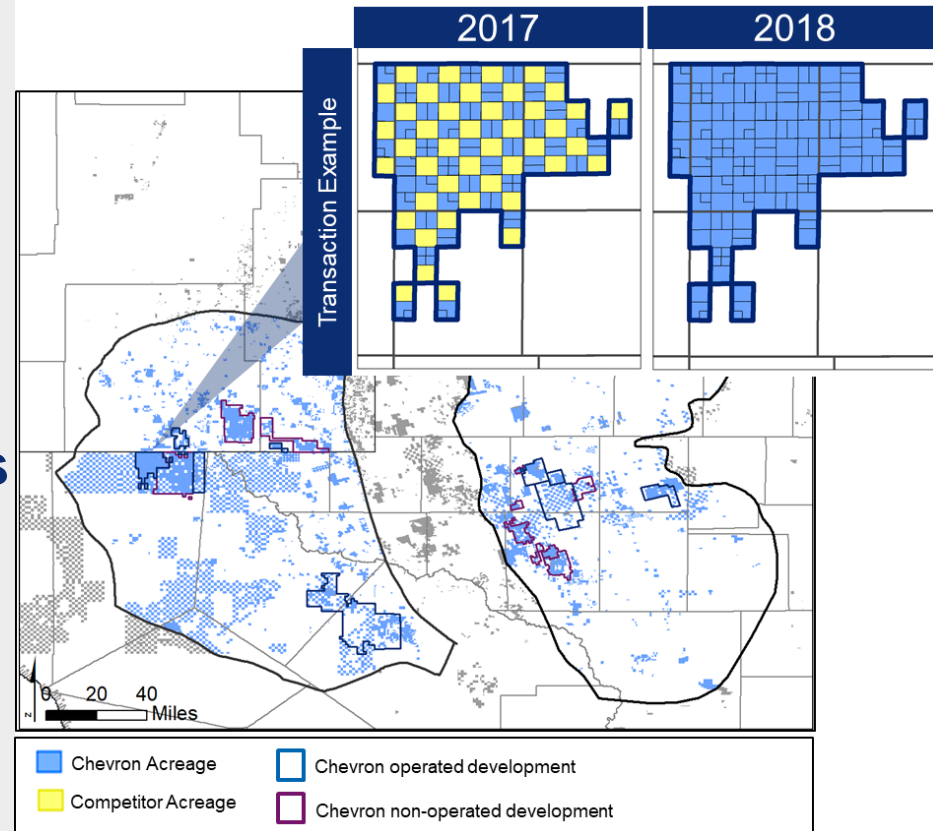 2017
2018
Transaction Example
s
0 20 40
Miles
N
Chevron Acreage
Chevron operated development
Competitor Acreage
Chevron non-operated development